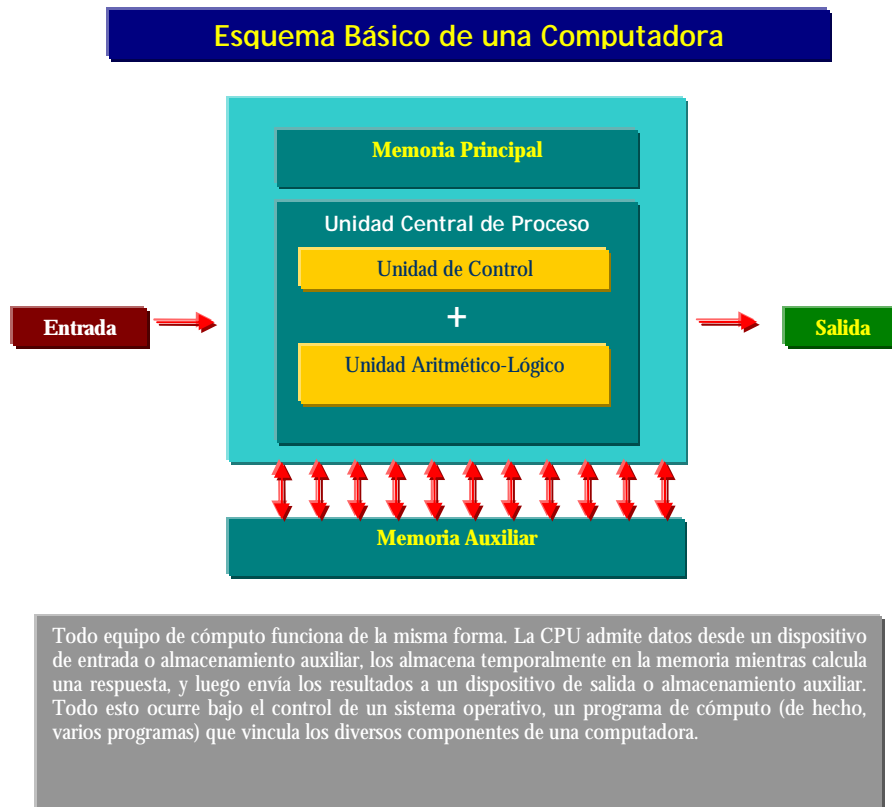 Esquema Básico de una Computadora
Memoria Principal
Unidad Central de Proceso
Unidad de Control
+
Entrada
Salida
Unidad Aritmético-Lógico
Memoria Auxiliar
Todo equipo de cómputo funciona de la misma forma. La CPU admite datos desde un dispositivo
de entrada o almacenamiento auxiliar, los almacena temporalmente en la memoria mientras calcula
una respuesta, y luego envía los resultados a un dispositivo de salida o almacenamiento auxiliar.
Todo esto ocurre bajo el control de un sistema operativo, un programa de cómputo (de hecho,
varios programas) que vincula los diversos componentes de una computadora.